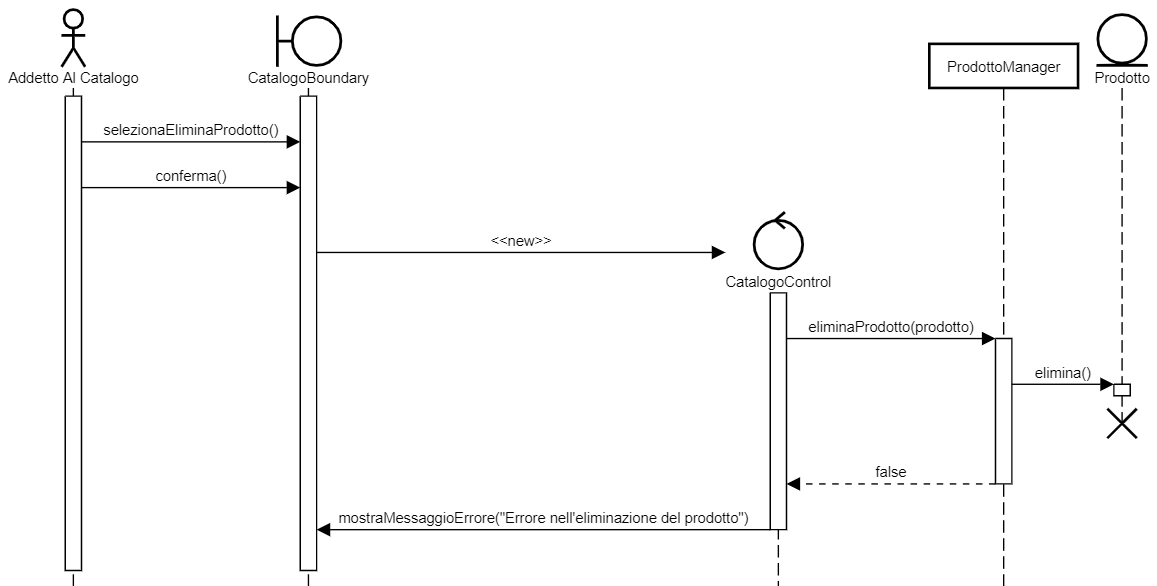 Addetto Al Catalogo
CatalogoBoundary
ProdottoManager
Prodotto
selezionaEliminaProdotto()
conferma()
<<new>>
CatalogoControl
eliminaProdotto(prodotto)
elimina()
false
mostraMessaggioErrore("Errore nell'eliminazione del prodotto")